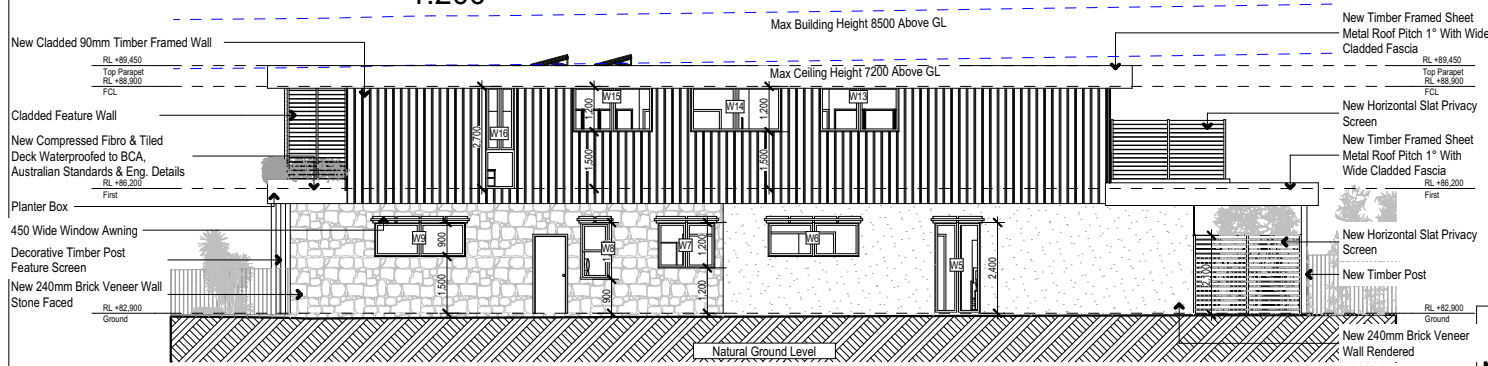 1:200
Max Building Height 8500 Above GL
New Cladded 90mm Timber Framed Wall
RL +89,450
Top Parapet
RL +88,900
FCL
Cladded Feature Wall
New Compressed Fibro & Tiled
Deck Waterproofed to BCA,
Australian Standards & Eng. Details
RL +86,200
First
Planter Box
450 Wide Window Awning
Decorative Timber Post
Feature Screen
New 240mm Brick Veneer Wall
Stone Faced
RL +82,900
Ground
Max Ceiling Height 7200 Above GL
W16
2,700
W15
1,200
1,500
W14
1,200
1,500
W13
W9
900
1,500
W8
900
W7
1,200
1,200
W6
W5
2,400
2,100
Natural Ground Level
New Timber Framed Sheet
Metal Roof Pitch 1° With Wide
Cladded Fascia
RL +89,450
Top Parapet
RL +88,900
FCL
New Horizontal Slat Privacy
Screen
New Timber Framed Sheet
Metal Roof Pitch 1° With
Wide Cladded Fascia
RL +86,200
First
New Horizontal Slat Privacy
Screen
New Timber Post
RL +82,900
Ground
New 240mm Brick Veneer
Wall Rendered